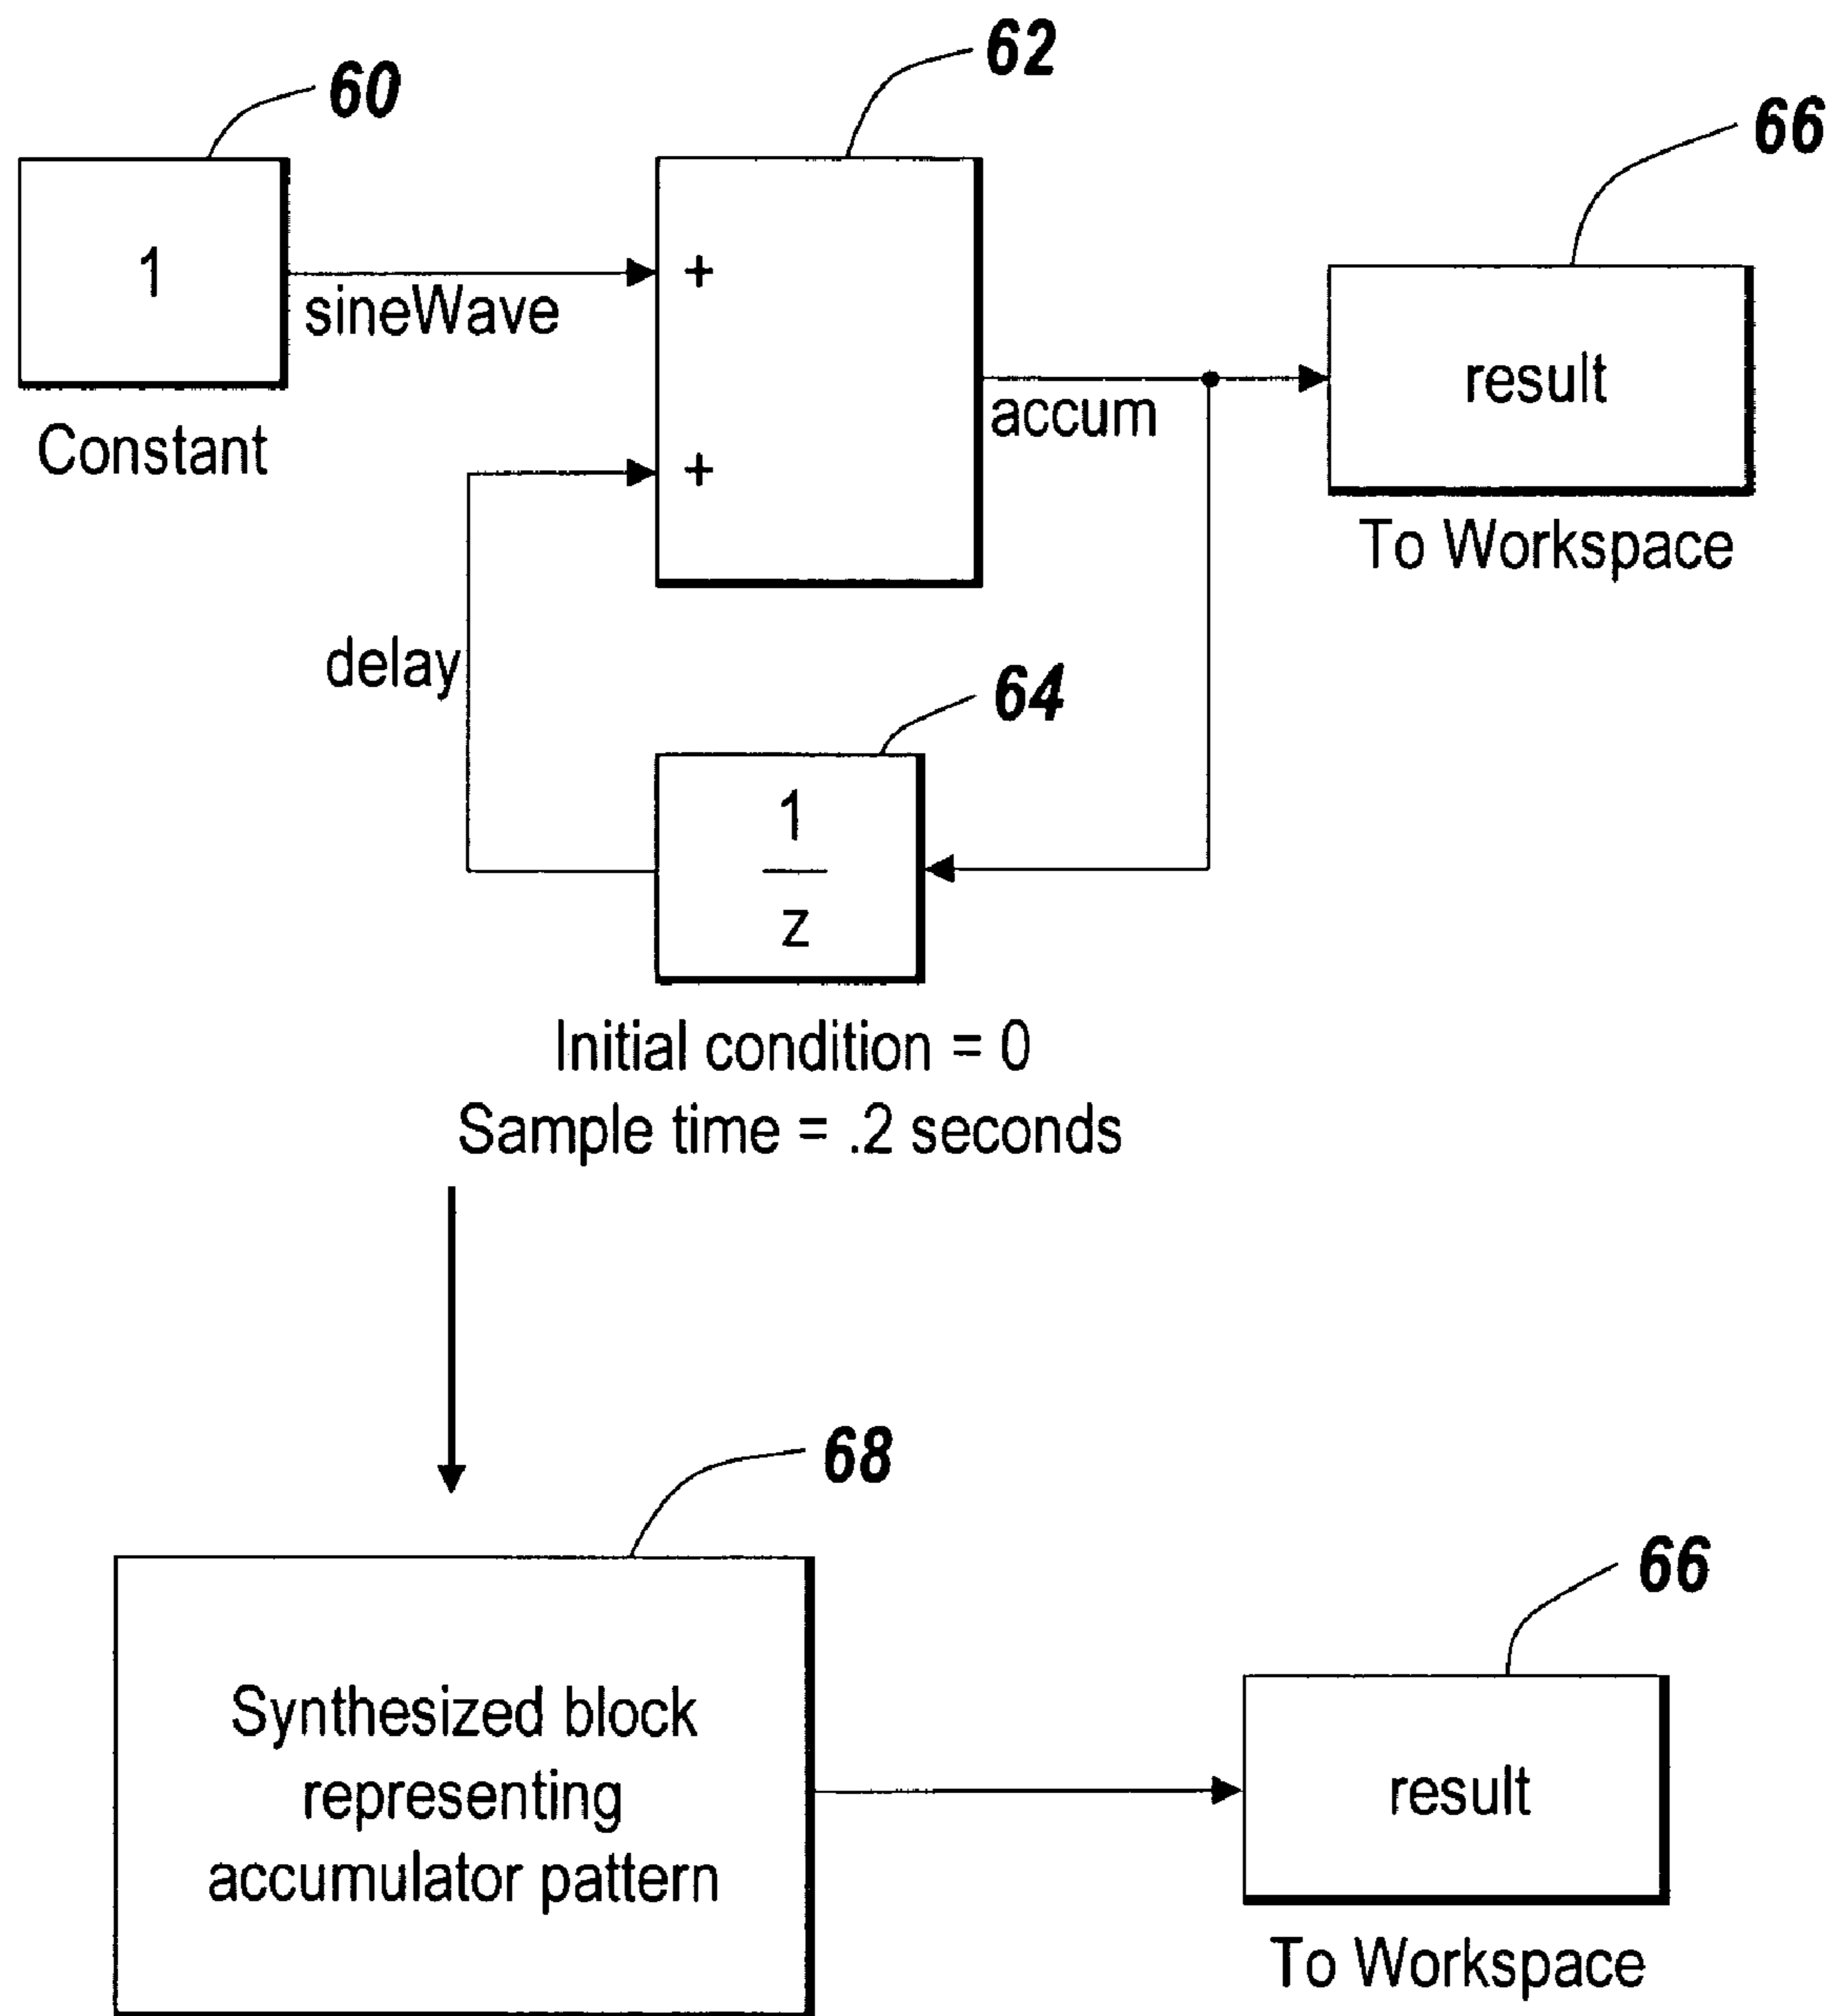 60
62
66
1
sineWave
+
Constant
accum
result
+
To Workspace
delay
64
1
z
Initial condition = 0
Sample time = .2 seconds
68
66
Synthesized block
representing
accumulator pattern
result
To Workspace